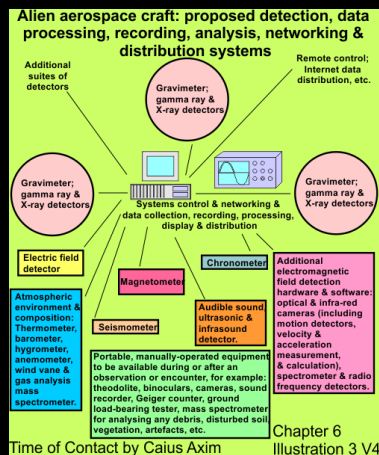 Alien aerospace craft: proposed detection, data
processing, recording, analysis, networking &
distribution systems
Additional
suites of
detectors
Gravimeter;
gamma ray &
X-ray detectors
Remote control;
Internet data
distribution, etc.
Gravimeter;
gamma ray &
X-ray detectors
Gravimeter;
gamma ray &
X-ray detectors
Systems control & networking &
data collection, recording, processing,
display & distribution
Electric field
detector
Magnetometer
Chronometer
Atmospheric
environment &
composition:
Thermometer,
barometer,
hygrometer,
anemometer,
wind vane &
gas analysis
mass
spectrometer.
Seismometer
Audible sound
ultrasonic &
infrasound
detector.
Additional
electromagnetic
field detection
hardware & software:
optical & infra-red
cameras (including
motion detectors,
velocity &
acceleration
measurement,
& calculation),
spectrometer & radio
frequency detectors.
Portable, manually-operated equipment
to be available during or after an
observation or encounter, for example:
theodolite, binoculars, cameras, sound
recorder, Geiger counter, ground
load-bearing tester, mass spectrometer
for analysing any debris, disturbed soil
vegetation, artefacts, etc.
Time of Contact by Caius Axim
Chapter 6
Illustration 3 V4